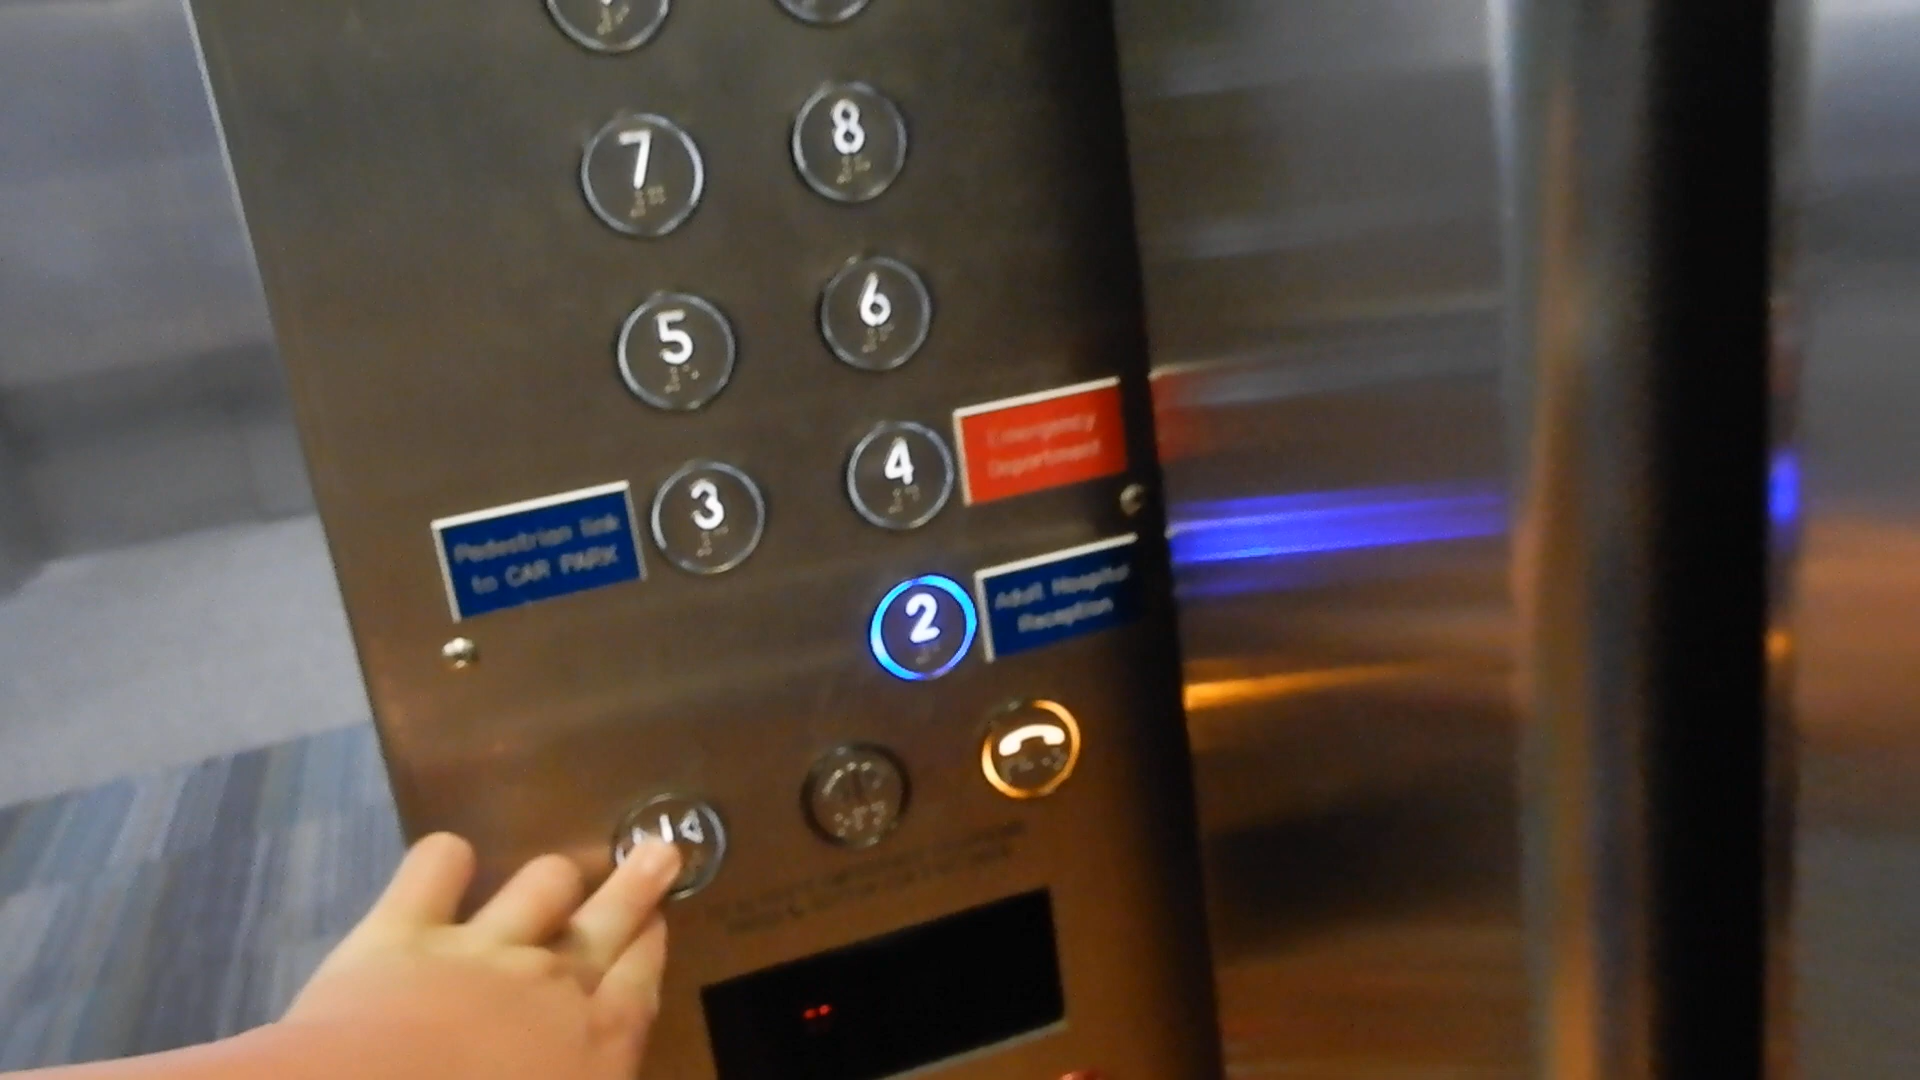 7
8
5
6
3
4
Emergency
Department
Pedestrian link
to CAR PARK
2
Adult Hospital
Reception